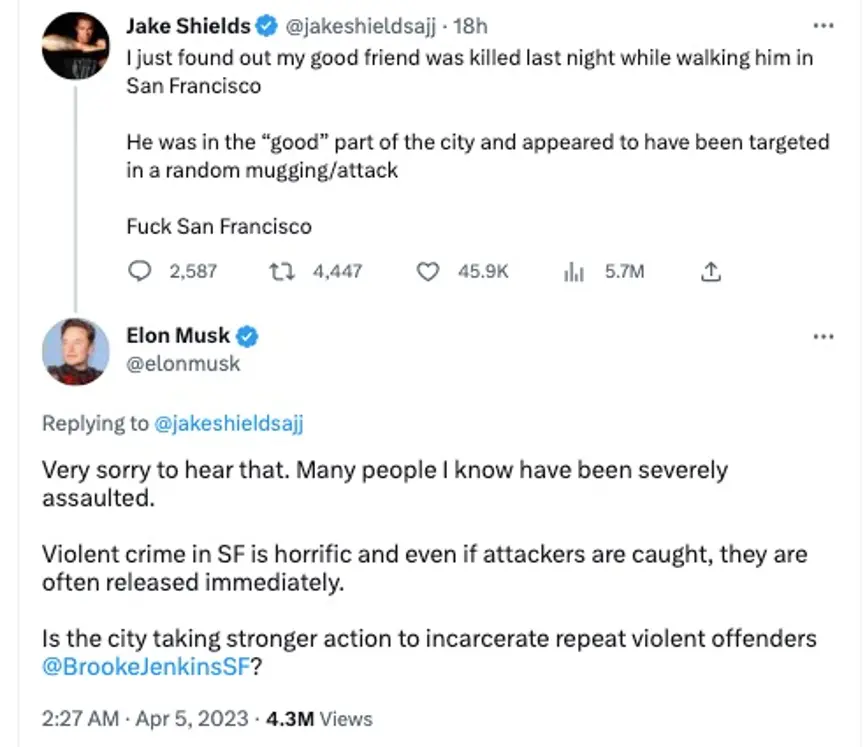 Jake Shields @jakeshieldsajj · 18h
I just found out my good friend was killed last night while walking him in
San Francisco
He was in the “good” part of the city and appeared to have been targeted
in a random mugging/attack
Fuck San Francisco
2,587 4,447 45.9K 5.7M
Elon Musk
@elonmusk
Replying to @jakeshieldsajj
Very sorry to hear that. Many people I know have been severely
assaulted.
Violent crime in SF is horrific and even if attackers are caught, they are
often released immediately.
Is the city taking stronger action to incarcerate repeat violent offenders
@BrookeJenkinsSF?
2:27 AM · Apr 5, 2023 · 4.3M Views